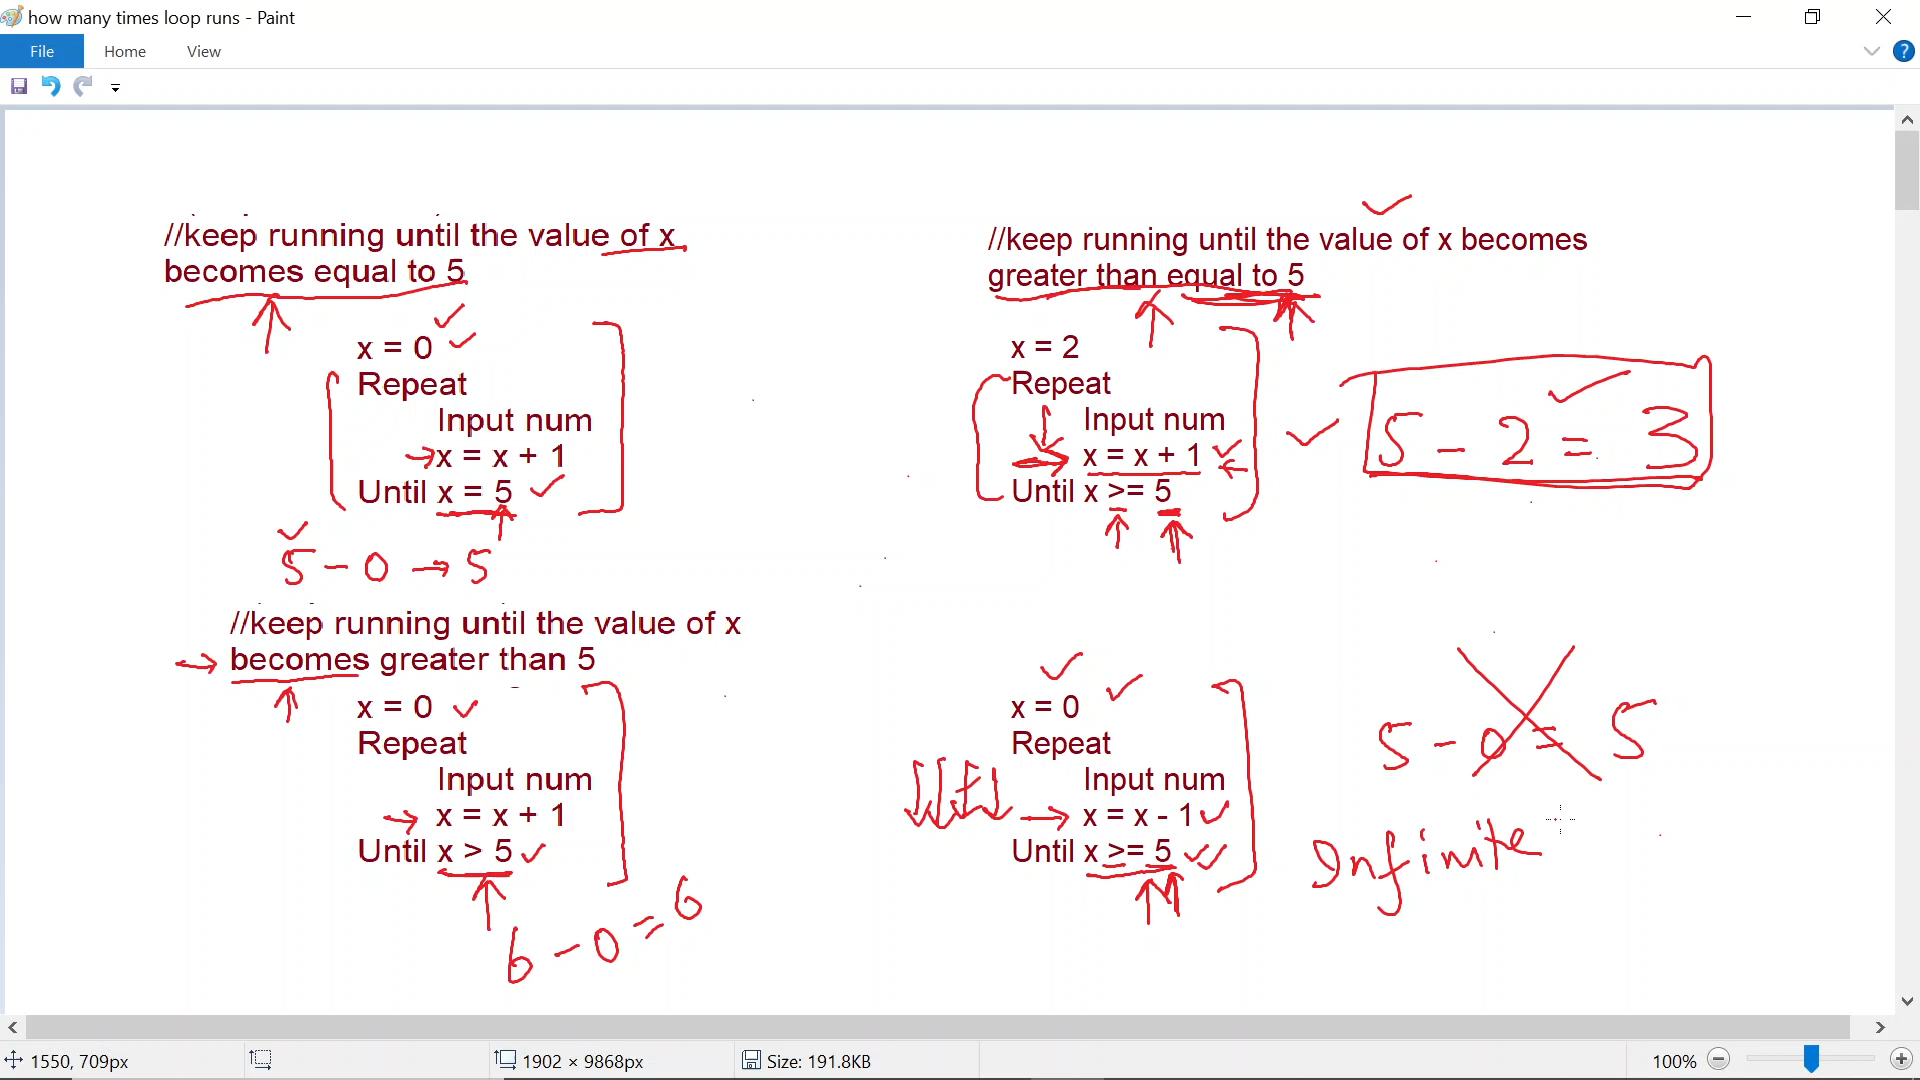 how many times loop runs - Paint
File Home View
//keep running until the value of x
becomes equal to 5
x = 0
Repeat
Input num
x = x + 1
Until x = 5
5 - 0 → 5
//keep running until the value of x becomes
greater than equal to 5
x = 2
Repeat
Input num
x = x + 1
Until x >= 5
5 - 2 = 3
//keep running until the value of x
becomes greater than 5
x = 0
Repeat
Input num
x = x + 1
Until x > 5
6 - 0 = 6
x = 0
Repeat
Input num
x = x - 1
Until x >= 5
5 - 0 = 5
Infinite
1550, 709px
1902 × 9868px
Size: 191.8KB
100%